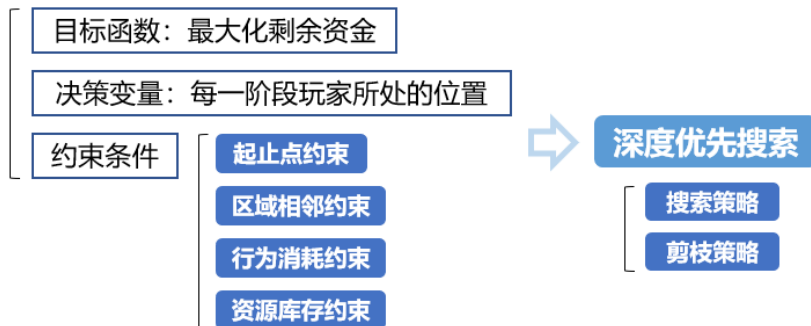 目标函数：最大化剩余资金
决策变量：每一阶段玩家所处的位置
约束条件
起止点约束
区域相邻约束
行为消耗约束
资源库存约束
深度优先搜索
搜索策略
剪枝策略